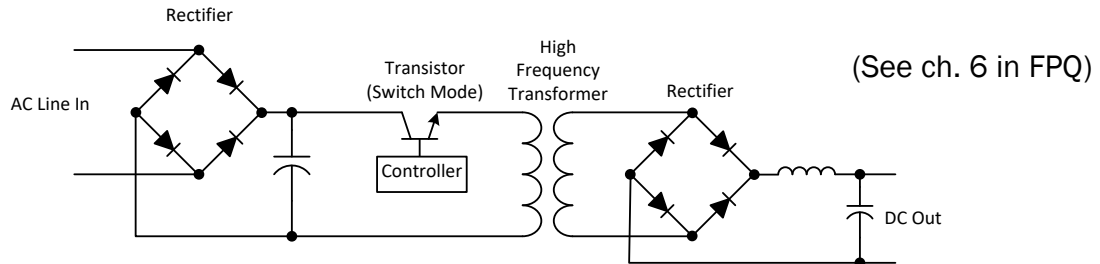 Rectifier
AC Line In
Transistor
(Switch Mode)
Controller
High
Frequency
Transformer
Rectifier
DC Out
(See ch. 6 in FPQ)